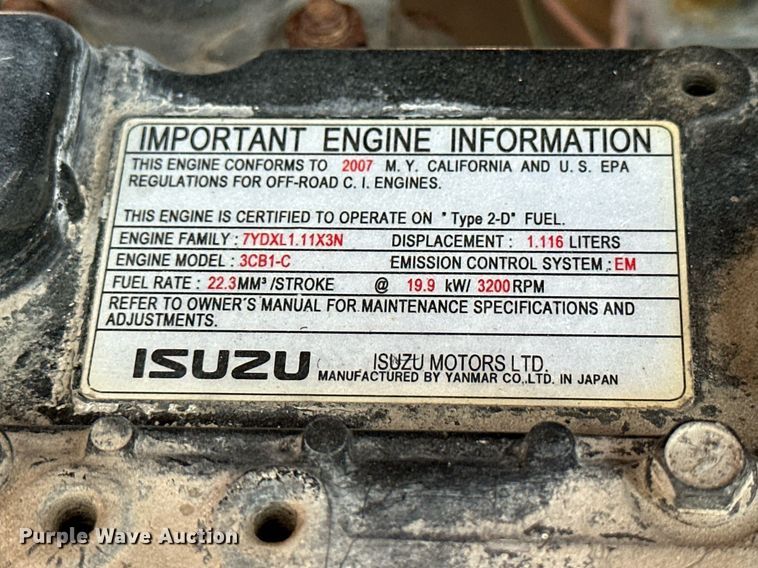 IMPORTANT ENGINE INFORMATION
THIS ENGINE CONFORMS TO 2007 M.Y. CALIFORNIA AND U.S. EPA
REGULATIONS FOR OFF-ROAD C.I. ENGINES.
THIS ENGINE IS CERTIFIED TO OPERATE ON "Type 2-D" FUEL.
ENGINE FAMILY : 7YDXL1.11X3N DISPLACEMENT : 1.116 LITERS
ENGINE MODEL : 3CB1-C EMISSION CONTROL SYSTEM : EM
FUEL RATE : 22.3MM³/STROKE @ 19.9 kW/ 3200RPM
REFER TO OWNER'S MANUAL FOR MAINTENANCE SPECIFICATIONS AND
ADJUSTMENTS.
ISUZU ISUZU MOTORS LTD.
MANUFACTURED BY YANMAR CO.,LTD. IN JAPAN
Purple Wave Auction